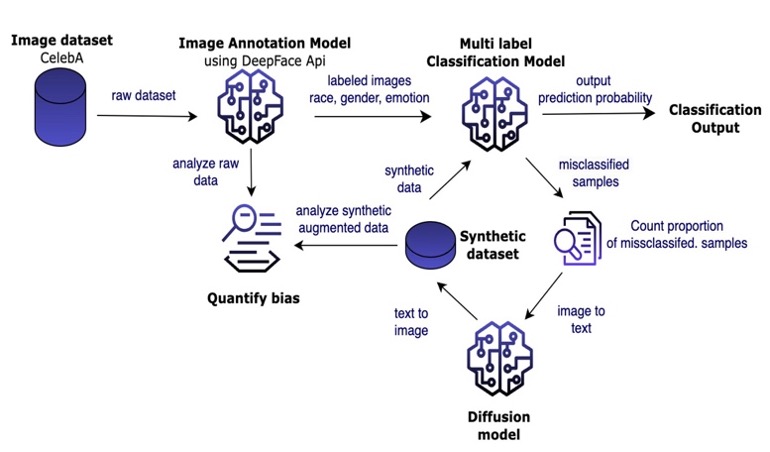 Image dataset
CelebA
raw dataset
Image Annotation Model
using DeepFace Api
labeled images
race, gender, emotion
Multi label
Classification Model
output
prediction probability
Classification
Output
analyze raw
data
synthetic
data
misclassified
samples
analyze synthetic
augmented data
Synthetic
dataset
Count proportion
of missclassifed. samples
Quantify bias
text to
image
image to
text
Diffusion
model